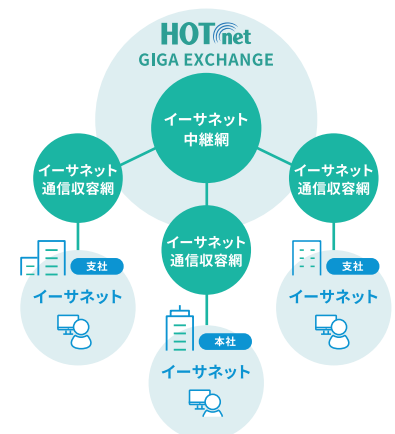 HOTnet
GIGA EXCHANGE
イーサネット
中継網
イーサネット
通信収容網
イーサネット
通信収容網
イーサネット
通信収容網
支社
イーサネット
支社
イーサネット
本社
イーサネット